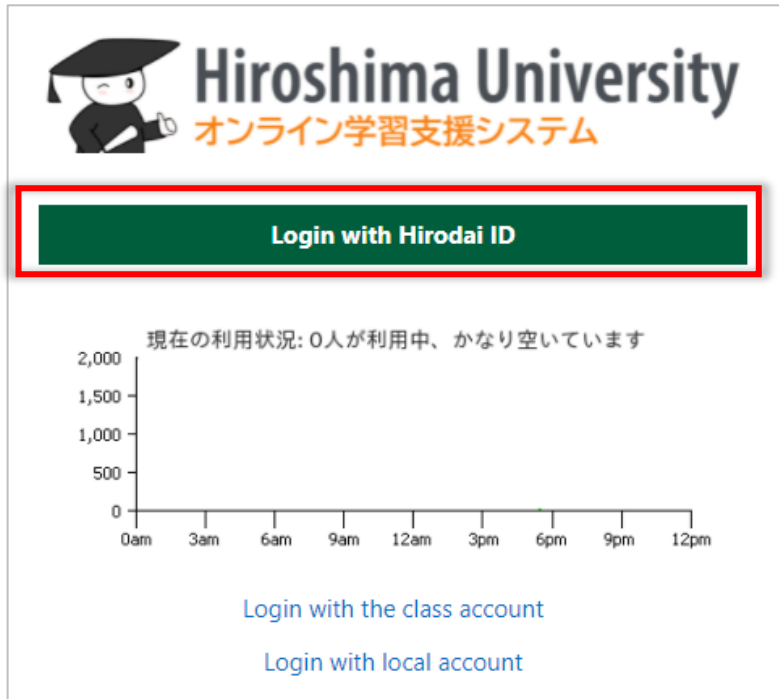 Hiroshima University
オンライン学習支援システム
Login with Hirodai ID
現在の利用状況: 0人が利用中、かなり空いています
2,000
1,500
1,000
500
0
0am 3am 6am 9am 12am 3pm 6pm 9pm 12pm
Login with the class account
Login with local account